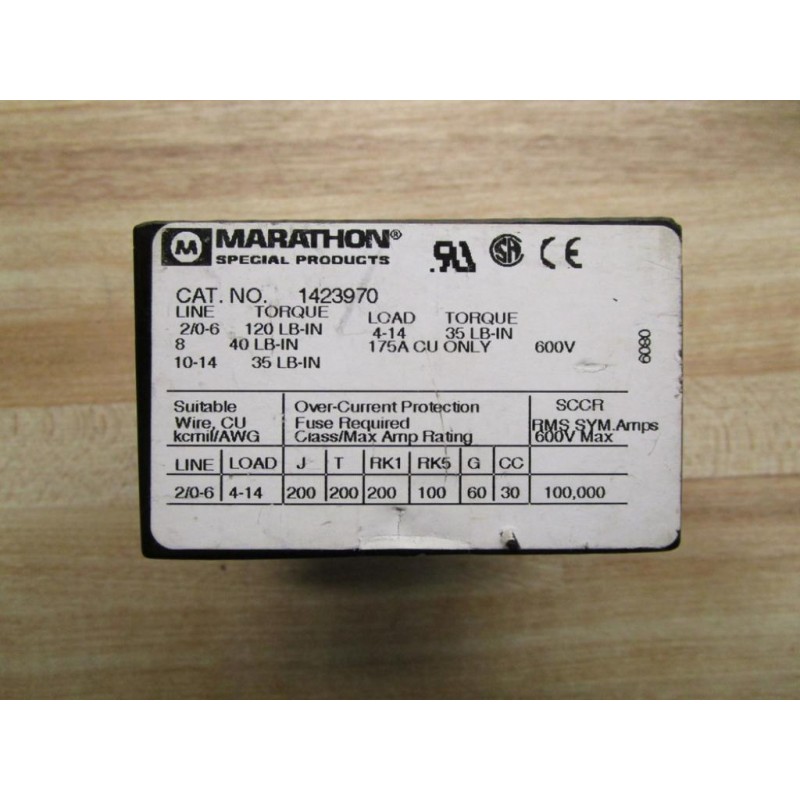 M MARATHON®
SPECIAL PRODUCTS
CAT. NO. 1423970
LINE TORQUE LOAD TORQUE
2/0-6 120 LB-IN 4-14 35 LB-IN
8 40 LB-IN 175A CU ONLY 600V
10-14 35 LB-IN
6080
Suitable Over-Current Protection SCCR
Wire, CU Fuse Required RMS SYM.Amps
kcmil/AWG Class/Max Amp Rating 600V Max
LINE LOAD J T RK1 RK5 G CC
2/0-6 4-14 200 200 200 100 60 30 100,000